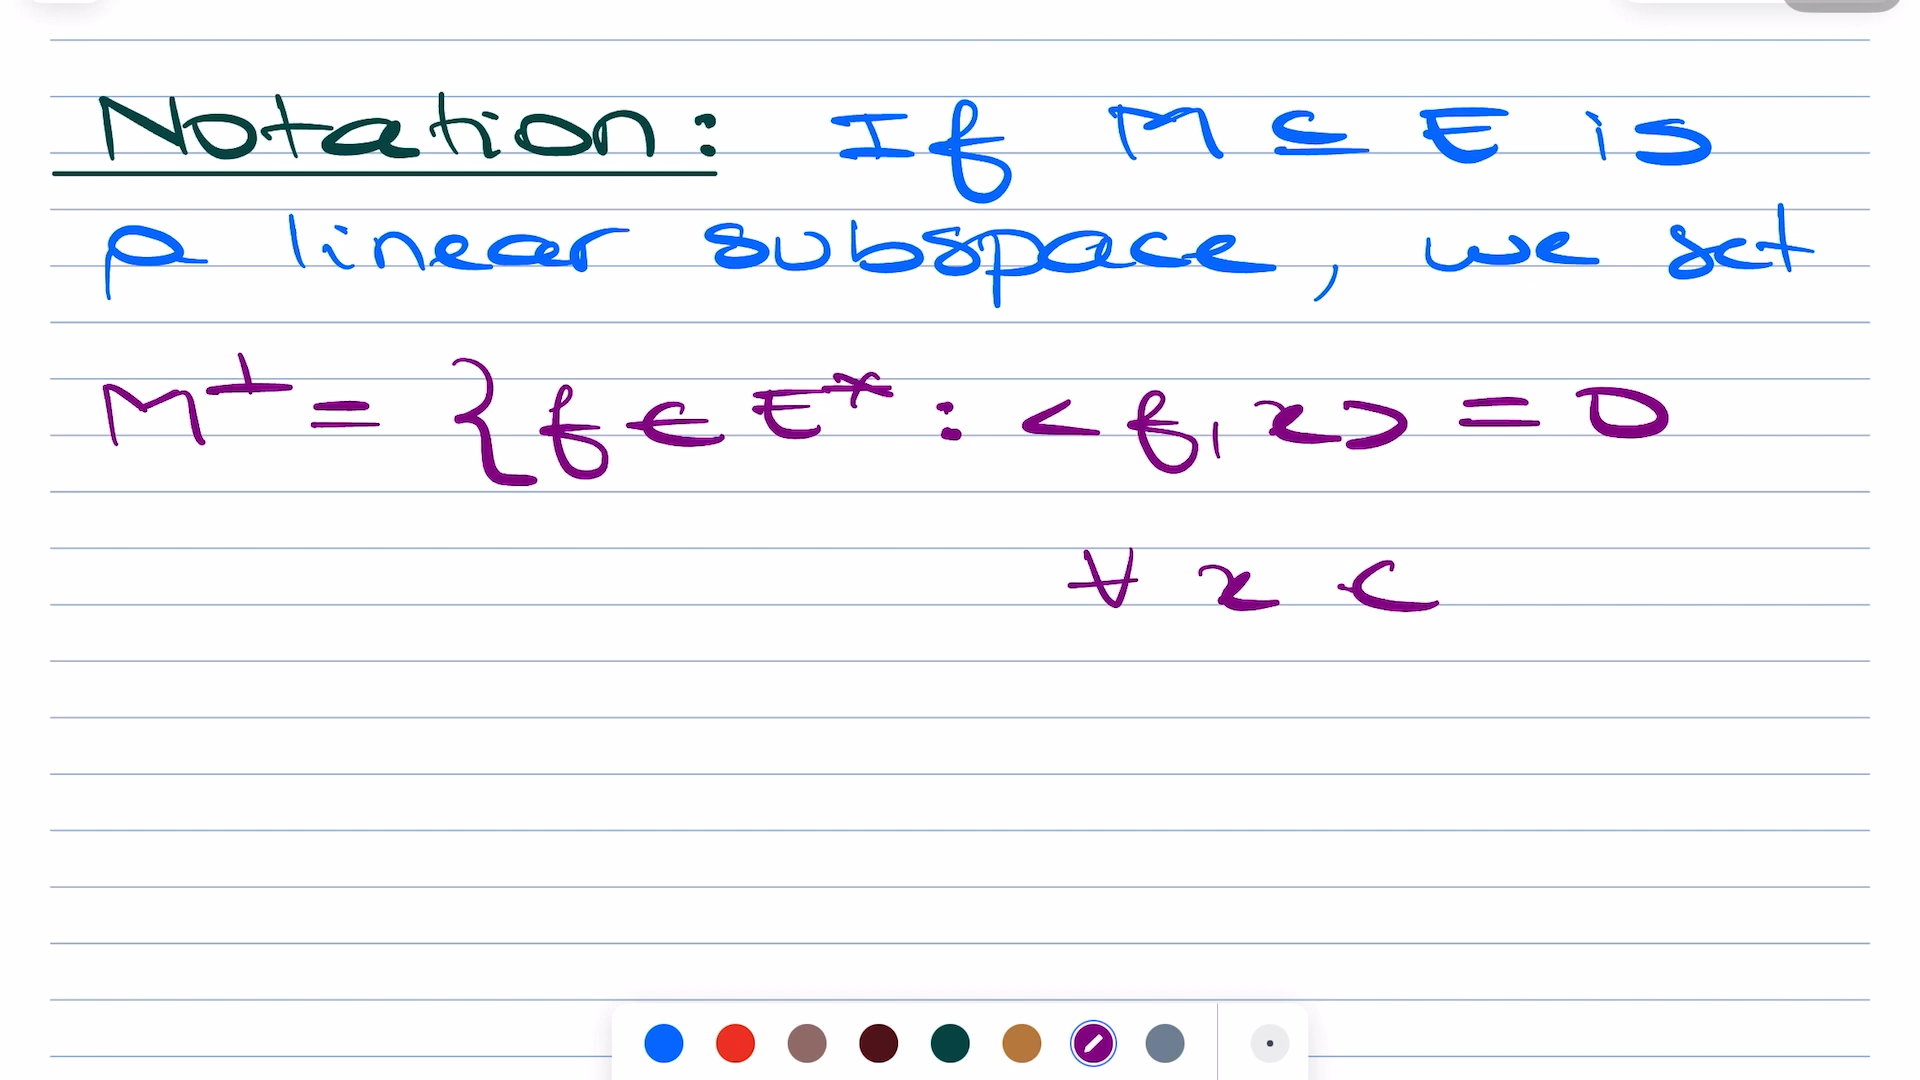 Notation: If M ⊆ E is
a linear subspace, we set
M^⊥ = {f ∈ E^* : <f, x> = 0
∀ x ⊂